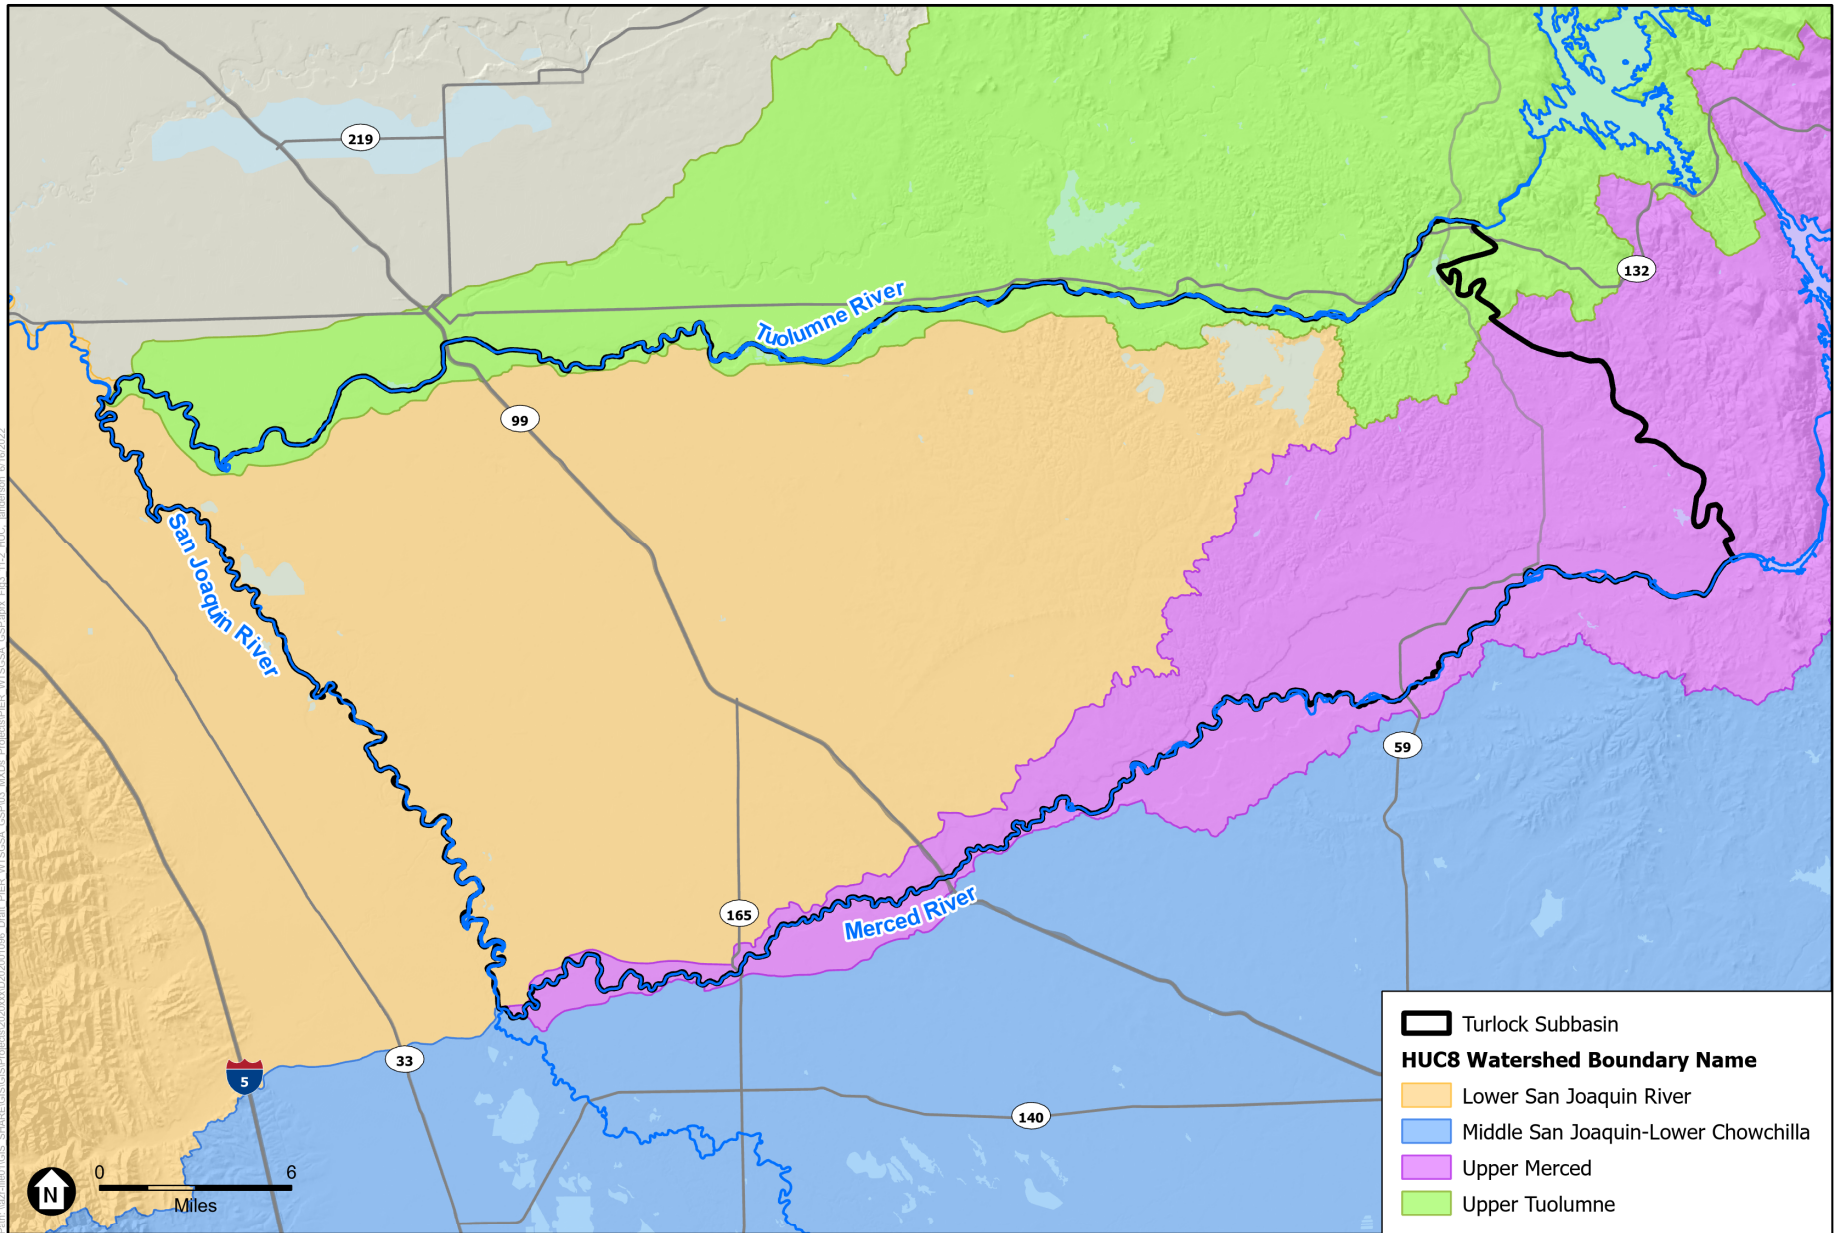 219
132
Tuolumne River
99
San Joaquin River
59
165
Merced River
33
5
140
N
0 6
Miles
Turlock Subbasin
HUC8 Watershed Boundary Name
Lower San Joaquin River
Middle San Joaquin-Lower Chowchilla
Upper Merced
Upper Tuolumne